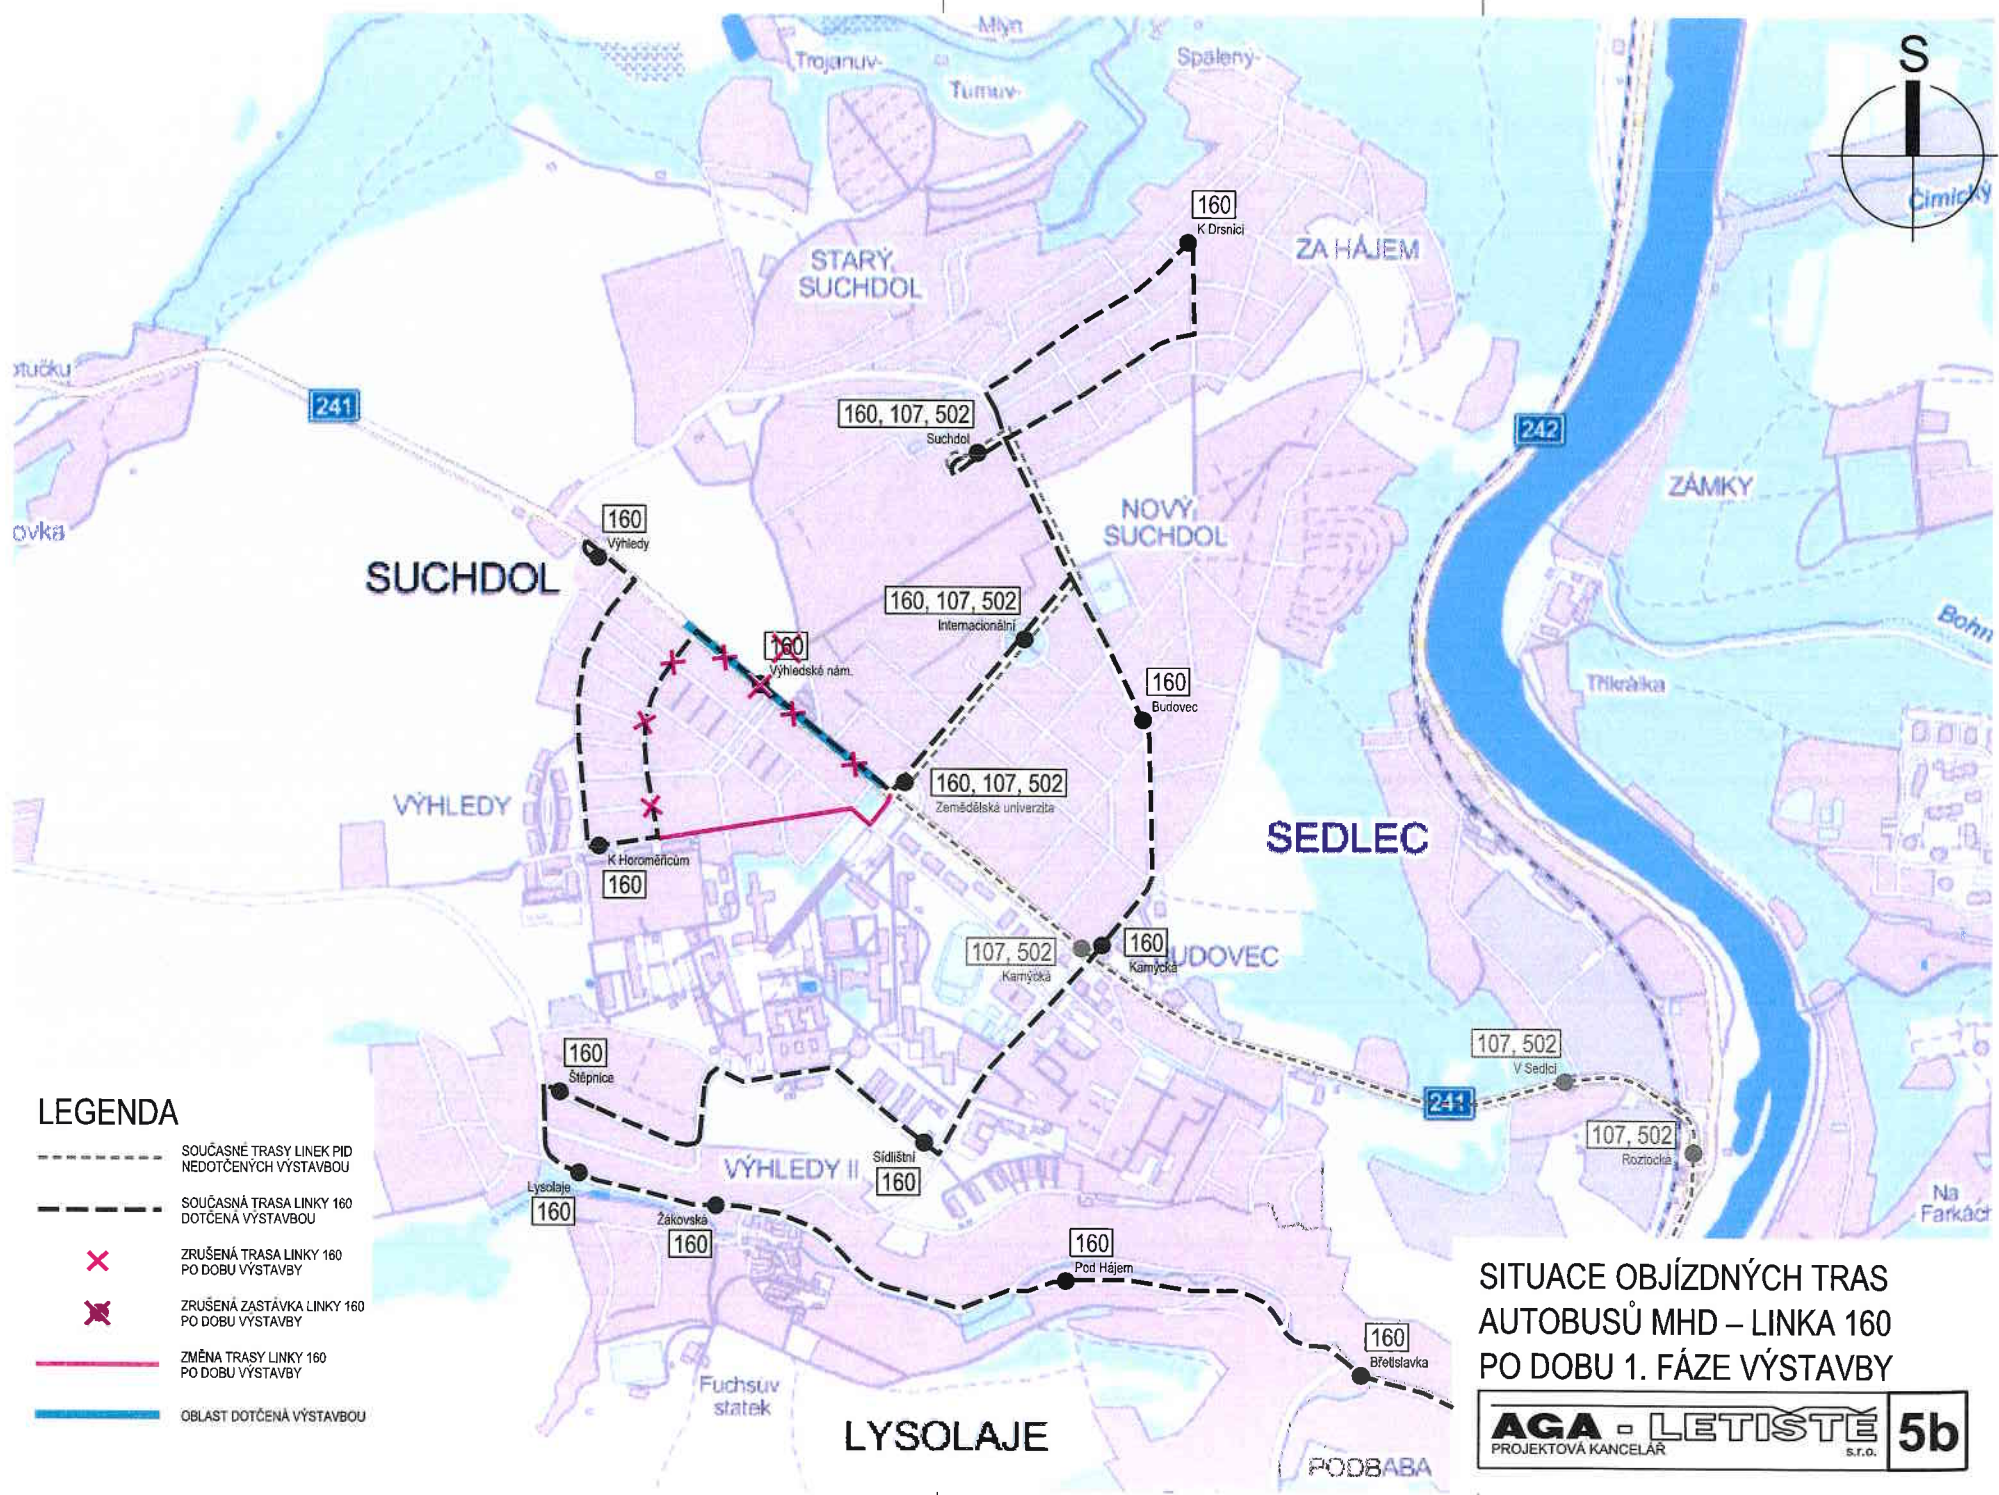 Mlýn
Spálený-
Trojanův-
Tumův-
S
Čimický
160
K Drsnici
ZA HÁJEM
STARÝ
SUCHDOL
241
160, 107, 502
Suchdol
242
ZÁMKY
160
Výhledy
NOVÝ
SUCHDOL
SUCHDOL
160, 107, 502
Internacionální
Bohn
160
Výhledské nám.
160
Budovec
Třikrálka
160, 107, 502
Zemědělská univerzita
VÝHLEDY
SEDLEC
K Horoměřicům
160
107, 502
Kamýcká
160
Kamýcká
UDOVEC
160
Štěpnice
107, 502
V Sedlci
241
107, 502
Roztocká
Sídlištní
160
VÝHLEDY II
Lysolaje
160
Žákovská
160
160
Pod Hájem
Na
Farkách
160
Břetislavka
Fuchsův
statek
LYSOLAJE
PODBABA
LEGENDA
SOUČASNÉ TRASY LINEK PID
NEDOTČENÝCH VÝSTAVBOU
SOUČASNÁ TRASA LINKY 160
DOTČENÁ VÝSTAVBOU
ZRUŠENÁ TRASA LINKY 160
PO DOBU VÝSTAVBY
ZRUŠENÁ ZASTÁVKA LINKY 160
PO DOBU VÝSTAVBY
ZMĚNA TRASY LINKY 160
PO DOBU VÝSTAVBY
OBLAST DOTČENÁ VÝSTAVBOU
SITUACE OBJÍZDNÝCH TRAS
AUTOBUSŮ MHD – LINKA 160
PO DOBU 1. FÁZE VÝSTAVBY
AGA - LETIŠTĚ
PROJEKTOVÁ KANCELÁŘ
s.r.o.
5b